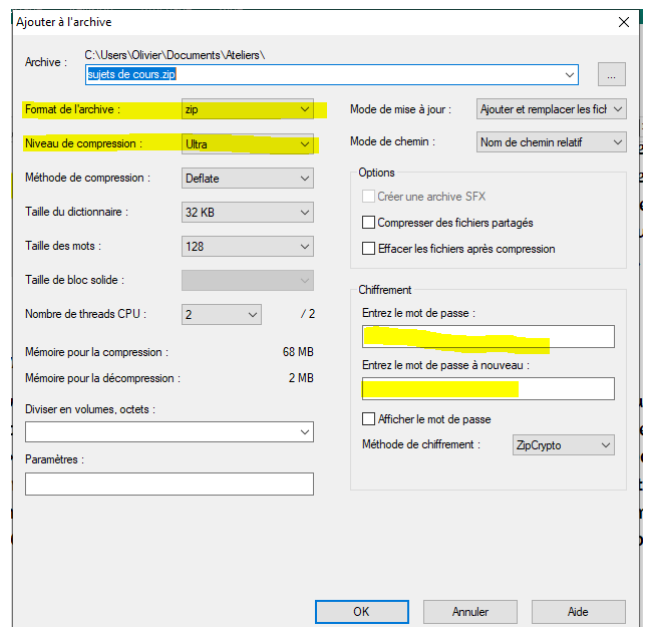 Ajouter à l'archive
Archive :
C:\Users\Olivier\Documents\Ateliers\
sujets de cours.zip
...
Format de l'archive : zip
Niveau de compression : Ultra
Méthode de compression : Deflate
Taille du dictionnaire : 32 KB
Taille des mots : 128
Taille de bloc solide :
Nombre de threads CPU : 2 / 2
Mémoire pour la compression : 68 MB
Mémoire pour la décompression : 2 MB
Diviser en volumes, octets :
Paramètres :
Mode de mise à jour : Ajouter et remplacer les fich
Mode de chemin : Nom de chemin relatif
Options
Créer une archive SFX
Compresser des fichiers partagés
Effacer les fichiers après compression
Chiffrement
Entrez le mot de passe :
Entrez le mot de passe à nouveau :
Afficher le mot de passe
Méthode de chiffrement : ZipCrypto
OK Annuler Aide